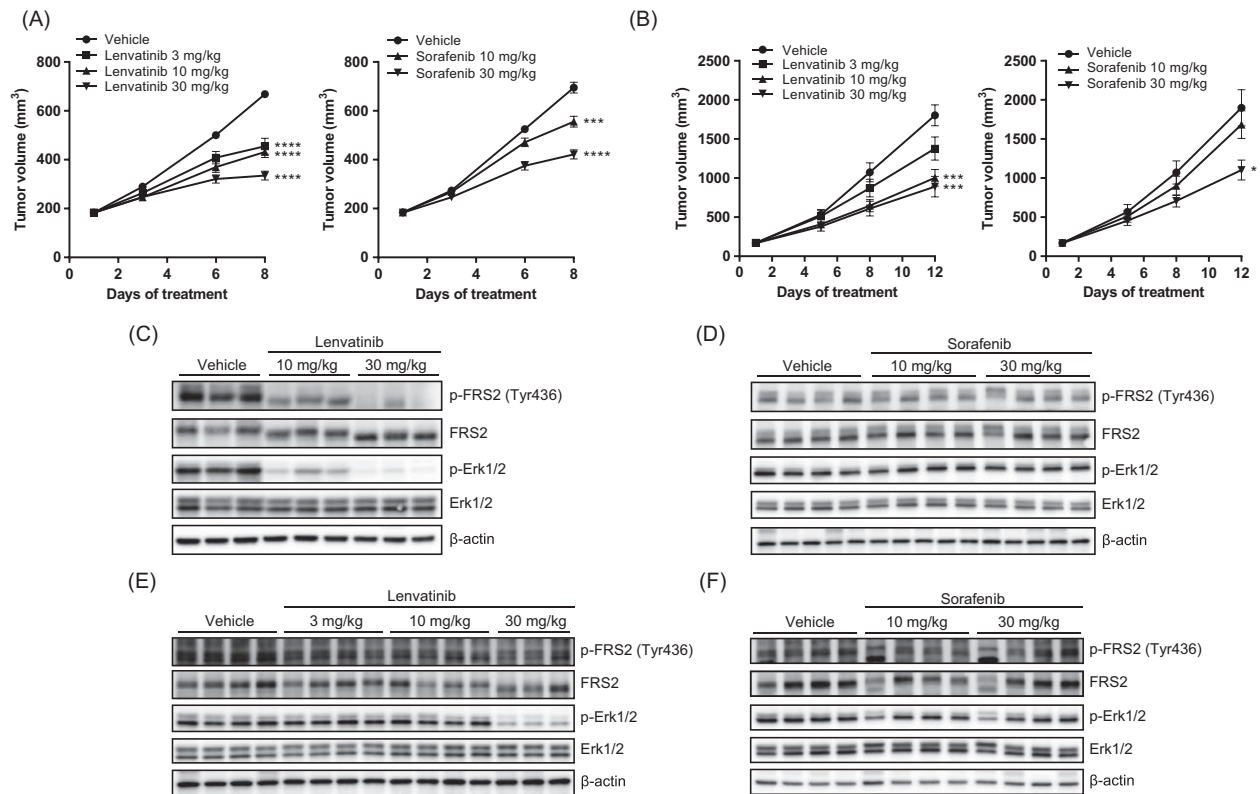 (A)
Vehicle
Lenvatinib 3 mg/kg
Lenvatinib 10 mg/kg
Lenvatinib 30 mg/kg
Tumor volume (mm³)
800
600
400
200
0
0 2 4 6 8
Days of treatment
****
****
****
Vehicle
Sorafenib 10 mg/kg
Sorafenib 30 mg/kg
Tumor volume (mm³)
800
600
400
200
0
0 2 4 6 8
Days of treatment
***
****
(B)
Vehicle
Lenvatinib 3 mg/kg
Lenvatinib 10 mg/kg
Lenvatinib 30 mg/kg
Tumor volume (mm³)
2500
2000
1500
1000
500
0
0 2 4 6 8 10 12
Days of treatment
***
***
Vehicle
Sorafenib 10 mg/kg
Sorafenib 30 mg/kg
Tumor volume (mm³)
2500
2000
1500
1000
500
0
0 2 4 6 8 10 12
Days of treatment
*
(C)
Lenvatinib
Vehicle 10 mg/kg 30 mg/kg
p-FRS2 (Tyr436)
FRS2
p-Erk1/2
Erk1/2
β-actin
(D)
Sorafenib
Vehicle 10 mg/kg 30 mg/kg
p-FRS2 (Tyr436)
FRS2
p-Erk1/2
Erk1/2
β-actin
(E)
Lenvatinib
Vehicle 3 mg/kg 10 mg/kg 30 mg/kg
p-FRS2 (Tyr436)
FRS2
p-Erk1/2
Erk1/2
β-actin
(F)
Sorafenib
Vehicle 10 mg/kg 30 mg/kg
p-FRS2 (Tyr436)
FRS2
p-Erk1/2
Erk1/2
β-actin